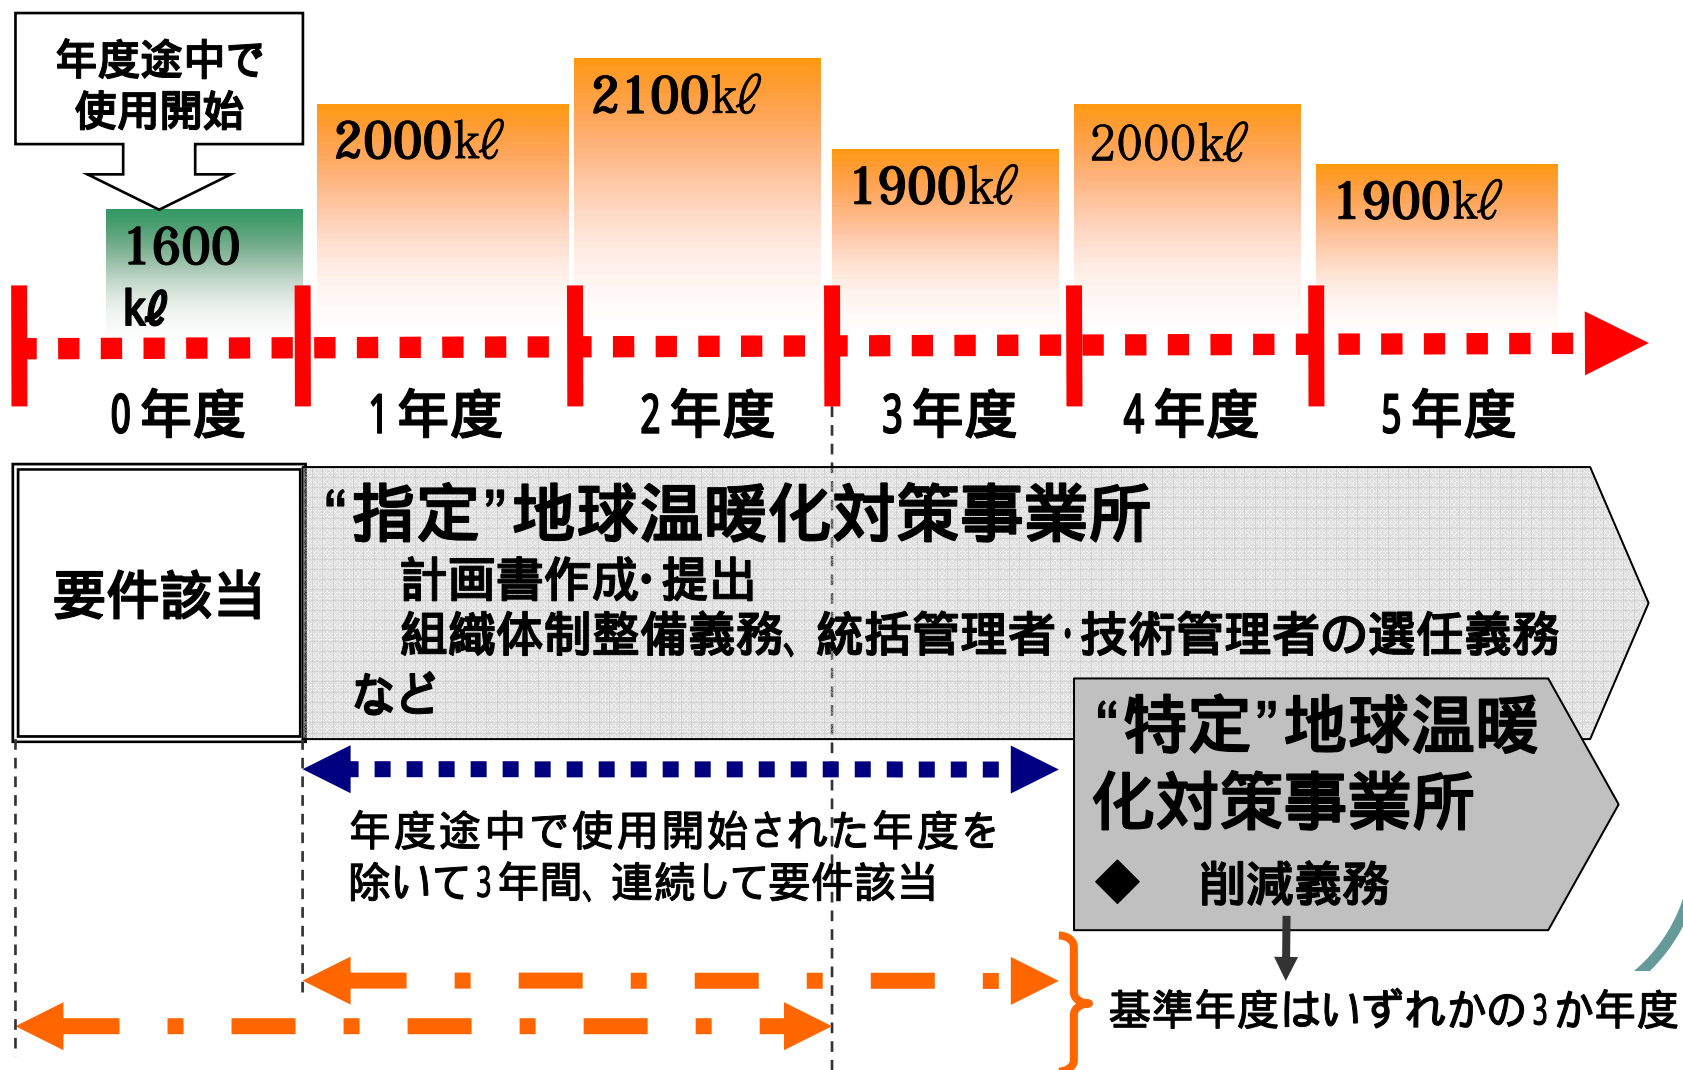 年度途中で
使用開始
1600
kℓ
2000kℓ
2100kℓ
1900kℓ
2000kℓ
1900kℓ
0年度
1年度
2年度
3年度
4年度
5年度
要件該当
“指定”地球温暖化対策事業所
計画書作成・提出
組織体制整備義務、統括管理者・技術管理者の選任義務
など
“特定”地球温暖
化対策事業所
◆ 削減義務
年度途中で使用開始された年度を
除いて3年間、連続して要件該当
基準年度はいずれかの3か年度